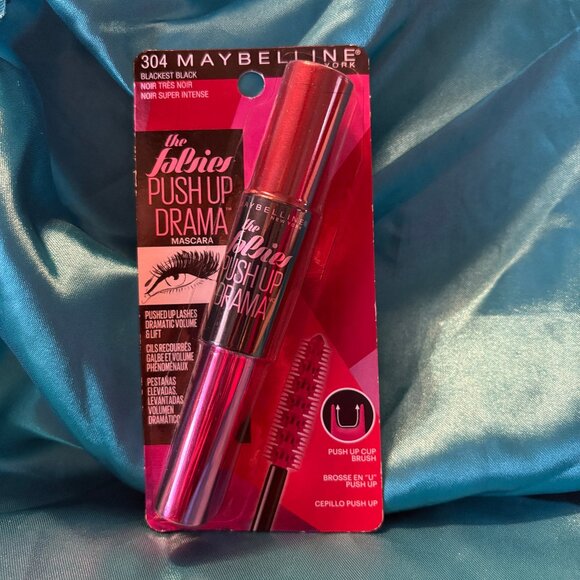 304 MAYBELLINE
NEW YORK
BLACKEST BLACK
NOIR TRÈS NOIR
NOIR SUPER INTENSE
the
falsies
PUSH UP
DRAMA™
MASCARA
PUSHED UP LASHES
DRAMATIC VOLUME
& LIFT
CILS RECOURBÉS
GALBE ET VOLUME
PHÉNOMÉNAUX
PESTAÑAS
ELEVADAS,
LEVANTADAS
VOLUMEN
DRAMÁTICO
MAYBELLINE
NEW YORK
the
falsies
PUSH UP
DRAMA™
PUSH UP CUP
BRUSH
BROSSE EN "U"
PUSH UP
CEPILLO PUSH UP